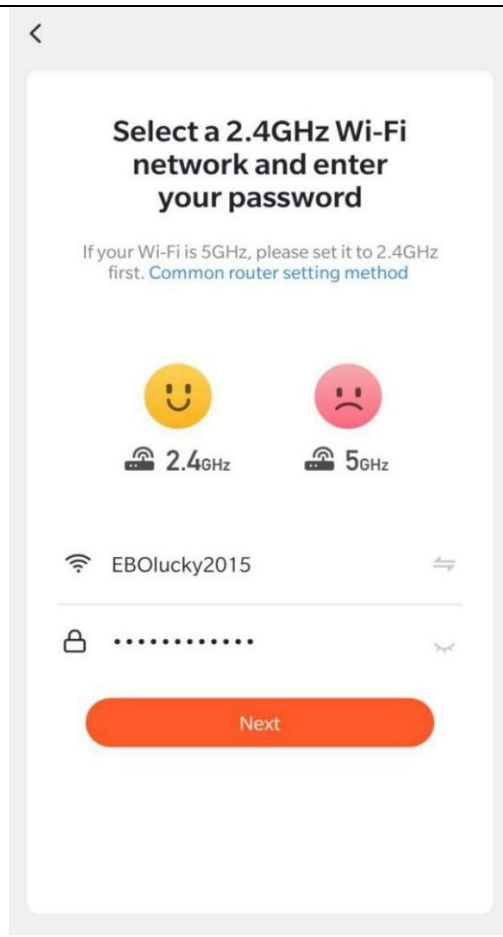 Select a 2.4GHz Wi-Fi
network and enter
your password
If your Wi-Fi is 5GHz, please set it to 2.4GHz
first. Common router setting method
2.4GHz 5GHz
EBOlucky2015
••••••••••••
Next